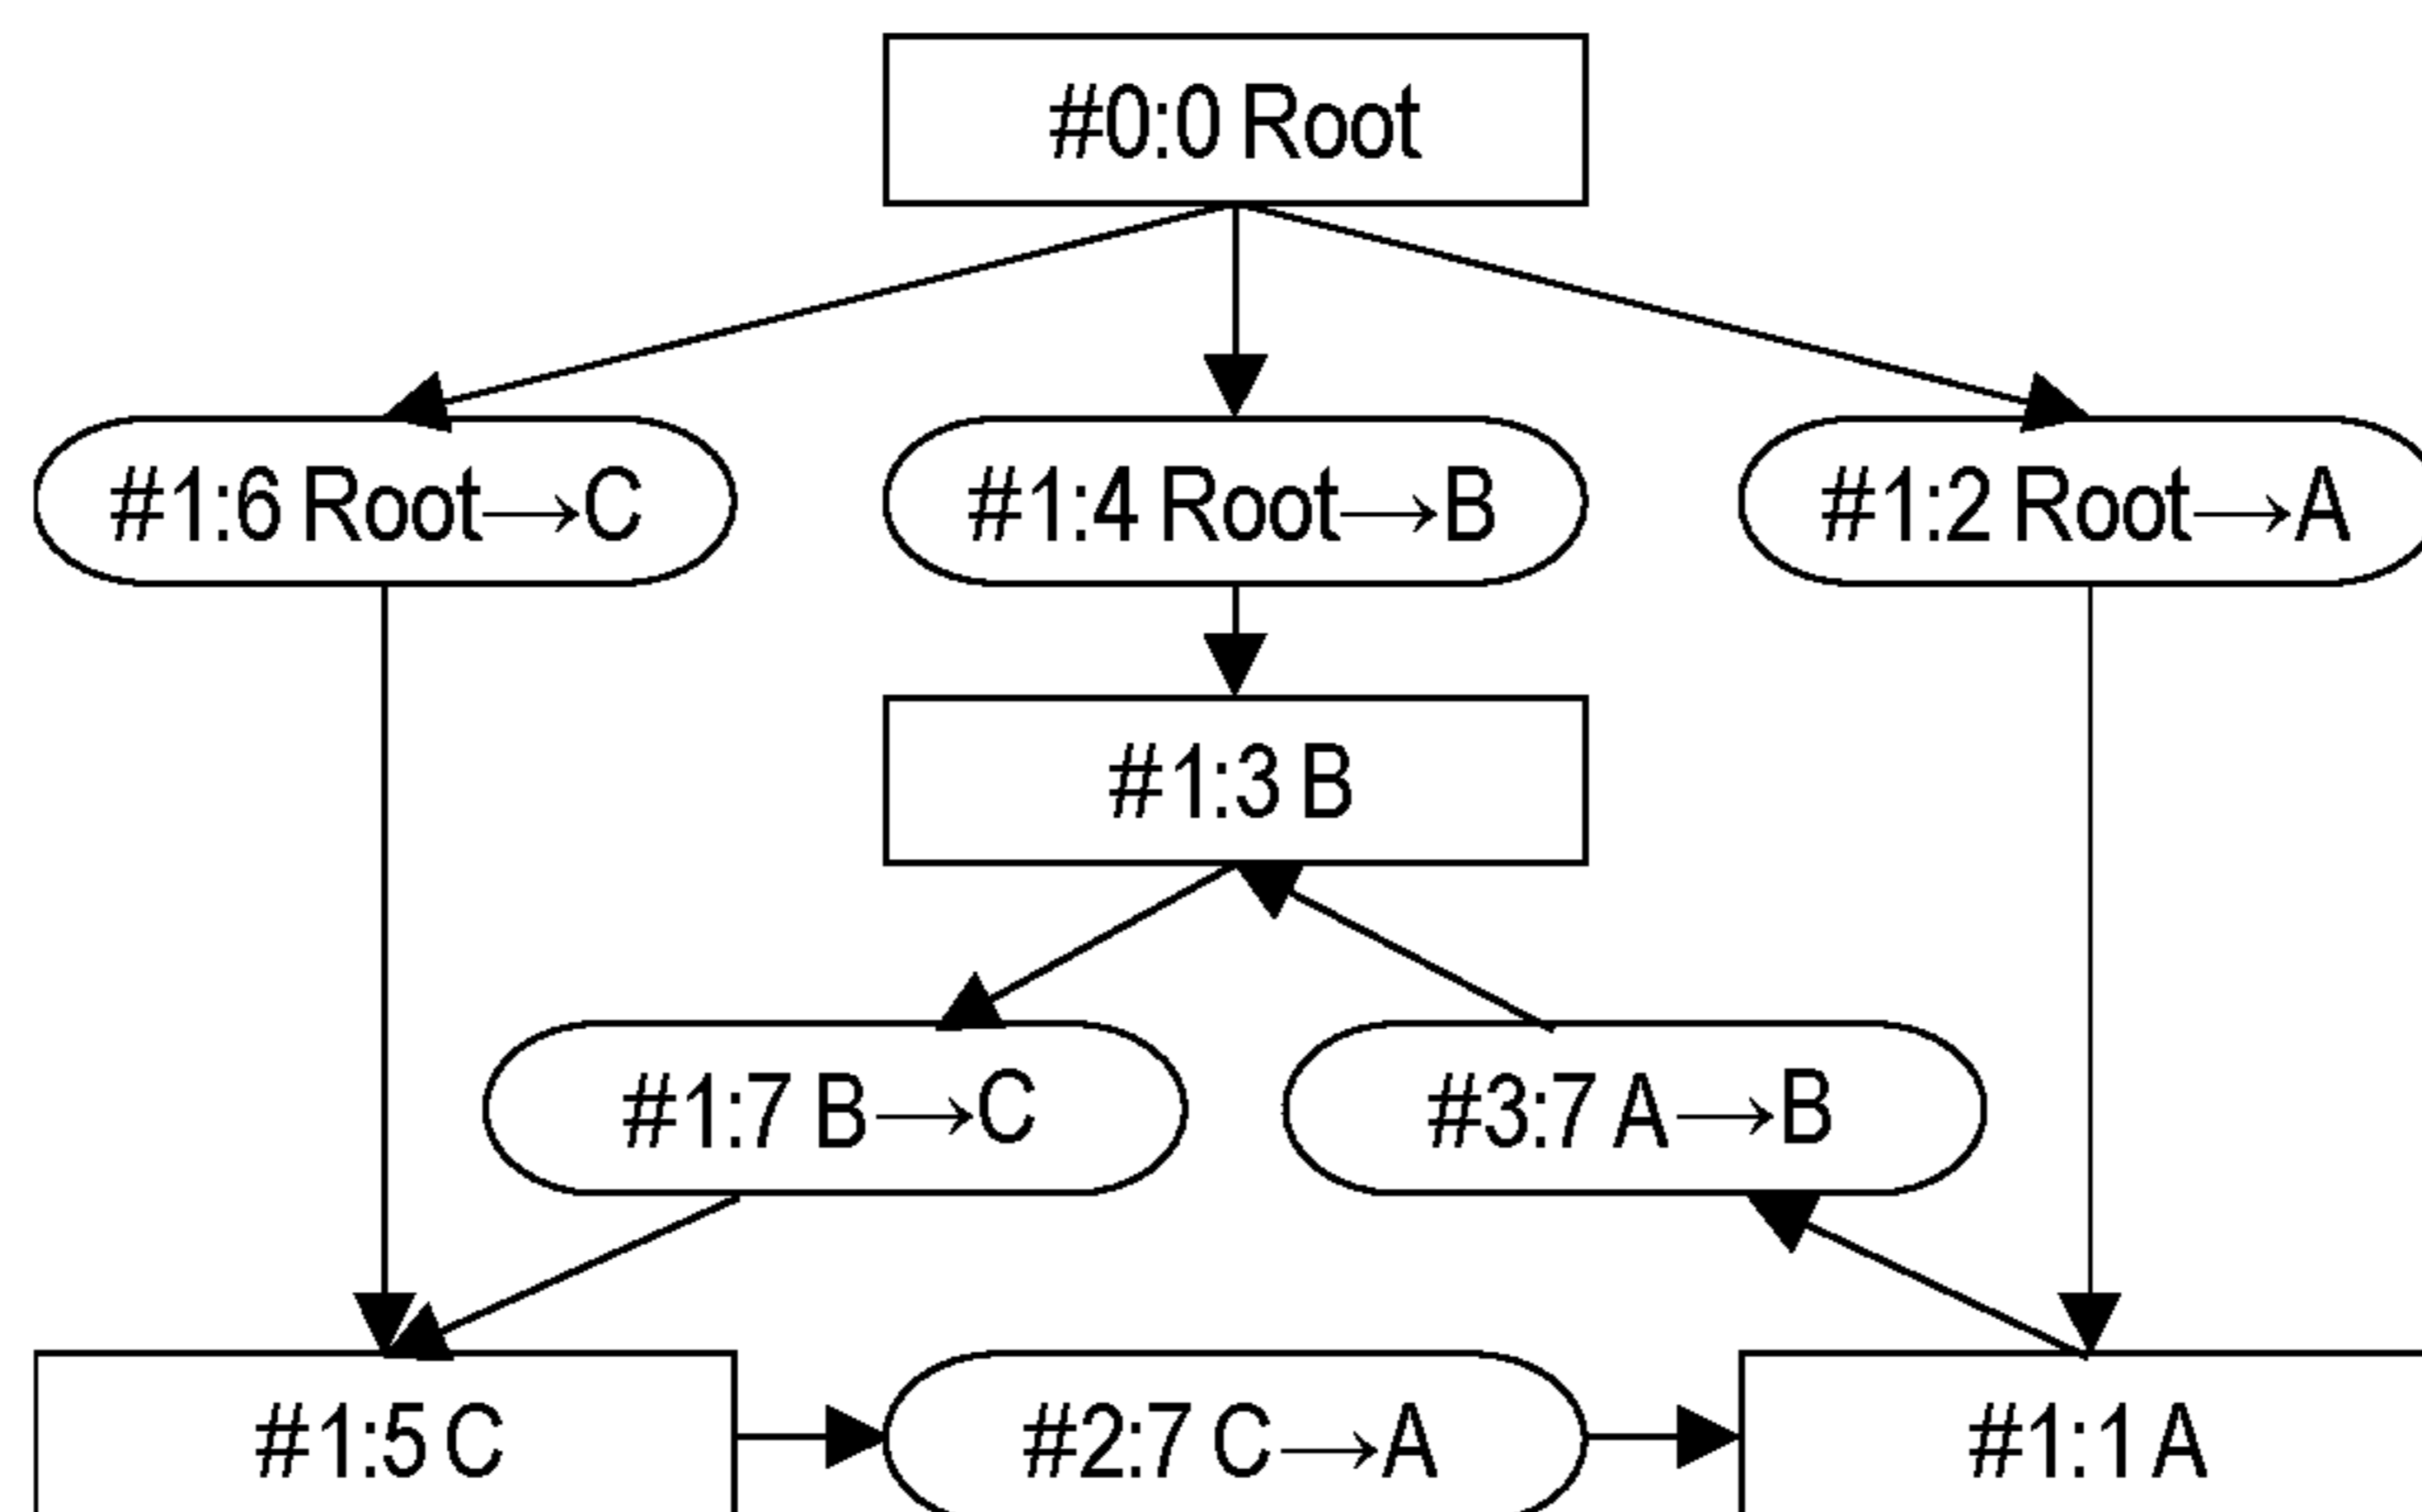 #0:0 Root
#1:6 Root→C
#1:4 Root→B
#1:2 Root→A
#1:3 B
#1:7 B→C
#3:7 A→B
#1:5 C
#2:7 C→A
#1:1 A